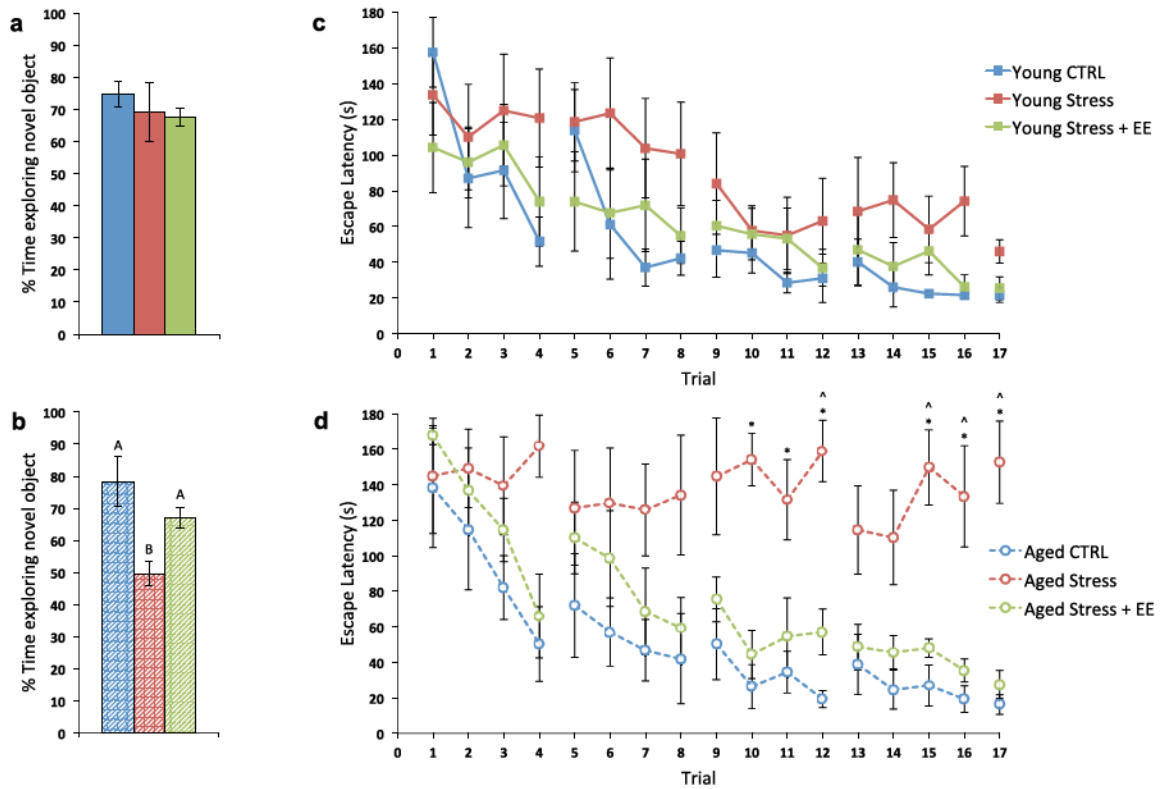 a
% Time exploring novel object
100
90
80
70
60
50
40
30
20
10
0
c
Escape Latency (s)
180
160
140
120
100
80
60
40
20
0
0 1 2 3 4 5 6 7 8 9 10 11 12 13 14 15 16 17
Trial
Young CTRL
Young Stress
Young Stress + EE
b
% Time exploring novel object
100
90
80
70
60
50
40
30
20
10
0
A
B
A
d
Escape Latency (s)
180
160
140
120
100
80
60
40
20
0
* * ^ * ^ * ^ * ^ *
0 1 2 3 4 5 6 7 8 9 10 11 12 13 14 15 16 17
Trial
Aged CTRL
Aged Stress
Aged Stress + EE